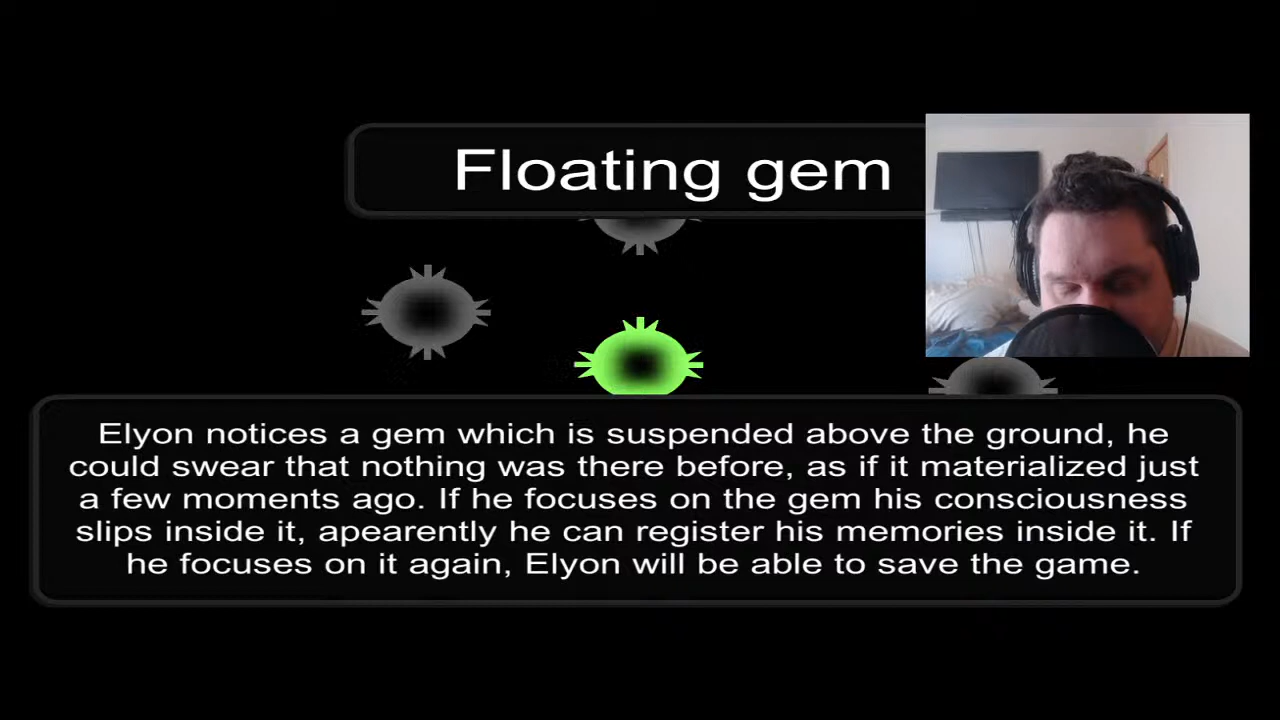 Floating gem
Elyon notices a gem which is suspended above the ground, he
could swear that nothing was there before, as if it materialized just
a few moments ago. If he focuses on the gem his consciousness
slips inside it, apearently he can register his memories inside it. If
he focuses on it again, Elyon will be able to save the game.